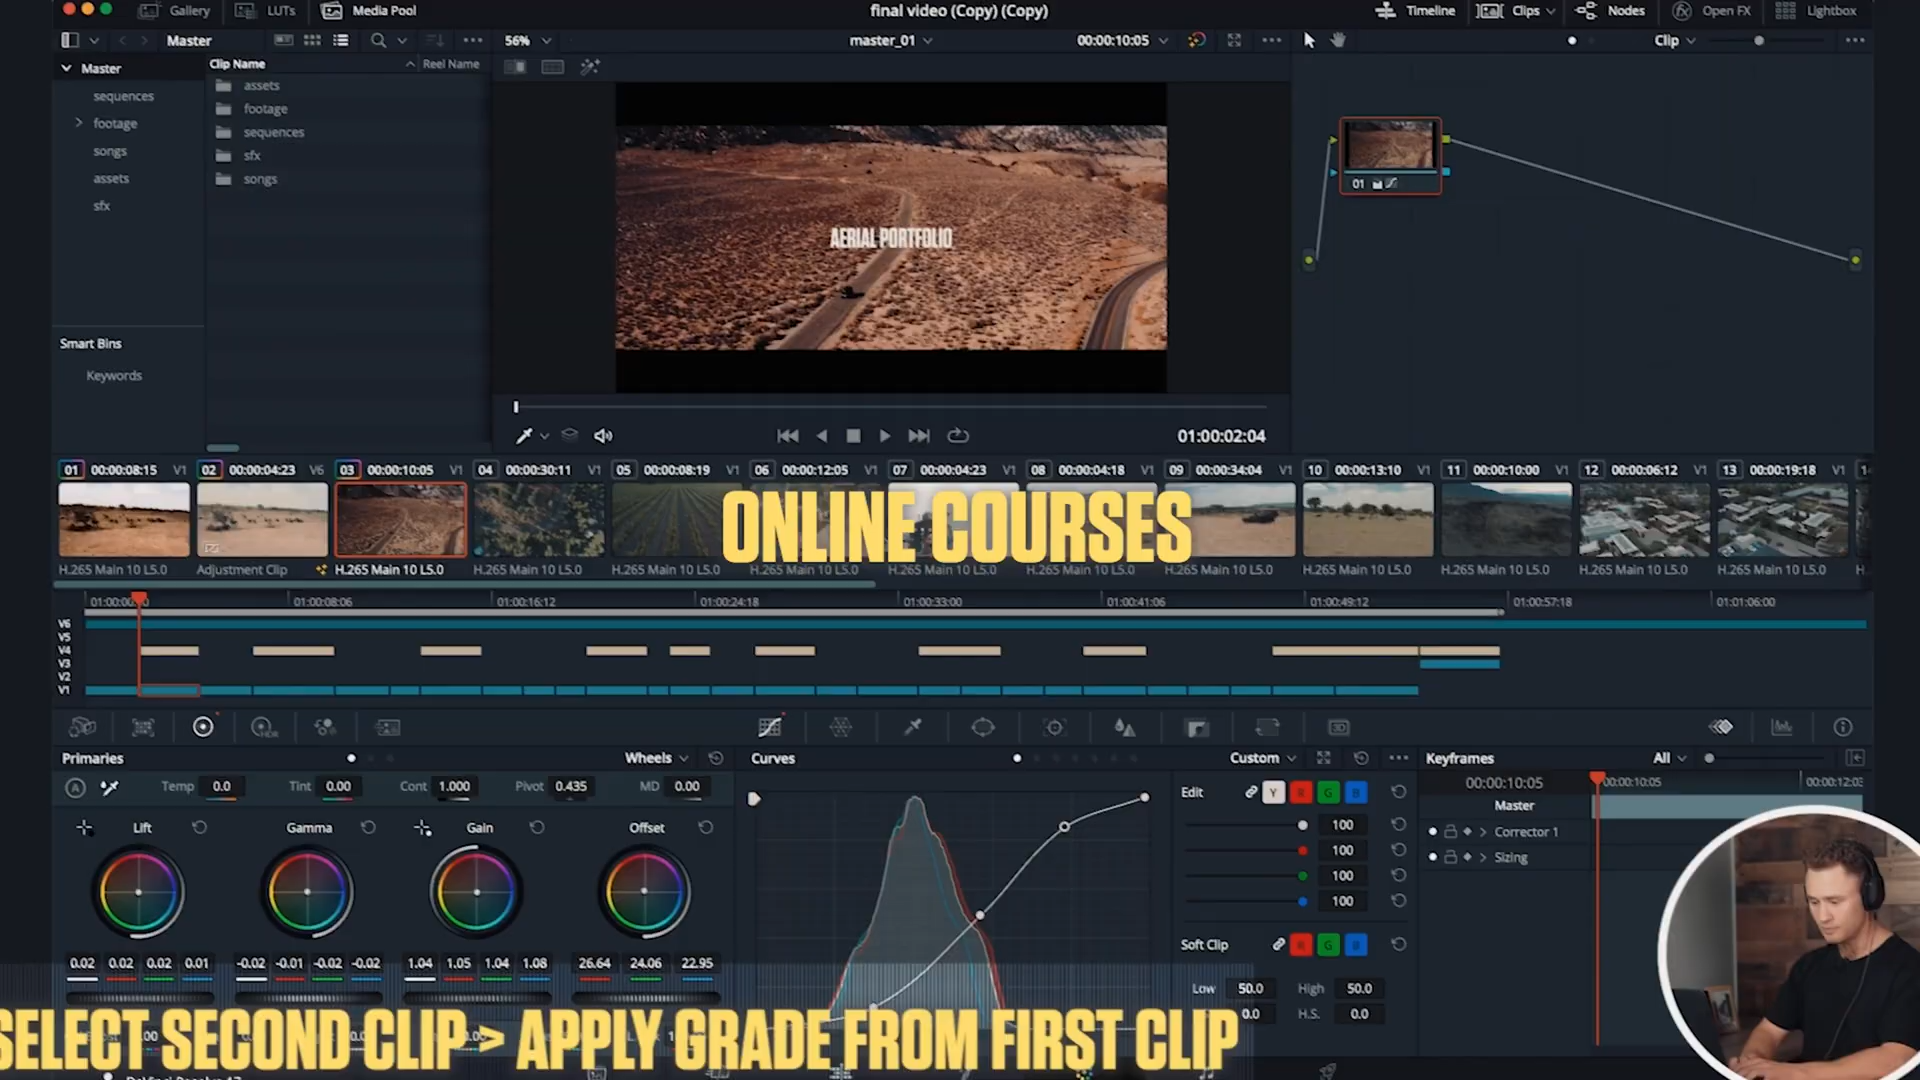 Gallery
LUTs
Media Pool
final video (Copy) (Copy)
Timeline
Clips
Nodes
Open FX
Lightbox
Master
56%
master_01
00:00:10:05
Clip
Master
sequences
footage
songs
assets
sfx
Clip Name
Reel Name
assets
footage
sequences
sfx
songs
Smart Bins
Keywords
AERIAL PORTFOLIO
01
01:00:02:04
01 00:00:08:15 V1
02 00:00:04:23 V6
03 00:00:10:05 V1
04 00:00:30:11 V1
05 00:00:08:19 V1
06 00:00:12:05 V1
07 00:00:04:23 V1
08 00:00:04:18 V1
09 00:00:34:04 V1
10 00:00:13:10 V1
11 00:00:10:00 V1
12 00:00:06:12 V1
13 00:00:19:18 V1
ONLINE COURSES
H.265 Main 10 L5.0
Adjustment Clip
H.265 Main 10 L5.0
H.265 Main 10 L5.0
H.265 Main 10 L5.0
H.265 Main 10 L5.0
H.265 Main 10 L5.0
H.265 Main 10 L5.0
H.265 Main 10 L5.0
H.265 Main 10 L5.0
H.265 Main 10 L5.0
H.265 Main 10 L5.0
H.265 Main 10 L5.0
01:00:08:06
01:00:16:12
01:00:24:18
01:00:33:00
01:00:41:06
01:00:49:12
01:00:57:18
01:01:06:00
V6
V5
V4
V3
V2
V1
HDR
3D
Primaries
Wheels
Temp 0.0 Tint 0.00 Cont 1.000 Pivot 0.435 MD 0.00
Lift
Gamma
Gain
Offset
0.02 0.02 0.02 0.01
-0.02 -0.01 -0.02 -0.02
1.04 1.05 1.04 1.08
26.64 24.06 22.95
Curves
Custom
Edit
Y R G B
100
100
100
100
Soft Clip
R G B
Low 50.0 High 50.0
0.0 H.S. 0.0
Keyframes
All
00:00:10:05
00:00:10:05
Master
Corrector 1
Sizing
SELECT SECOND CLIP > APPLY GRADE FROM FIRST CLIP